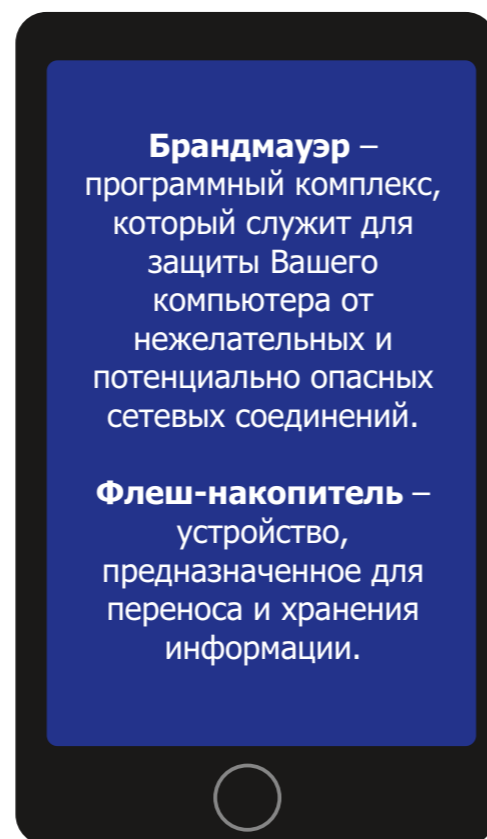 Брандмауэр –
программный комплекс,
который служит для
защиты Вашего
компьютера от
нежелательных и
потенциально опасных
сетевых соединений.
Флеш-накопитель –
устройство,
предназначенное для
переноса и хранения
информации.